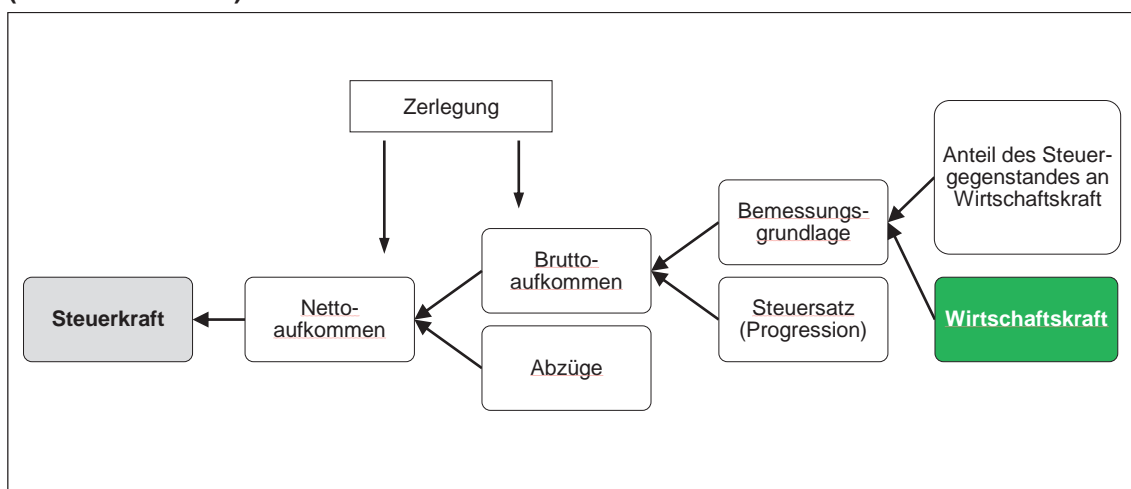 Zerlegung
Anteil des Steuer-
gegenstandes an
Wirtschaftskraft
Bemessungs-
grundlage
Brutto-
aufkommen
Steuerkraft
Netto-
aufkommen
Steuersatz
(Progression)
Wirtschaftskraft
Abzüge